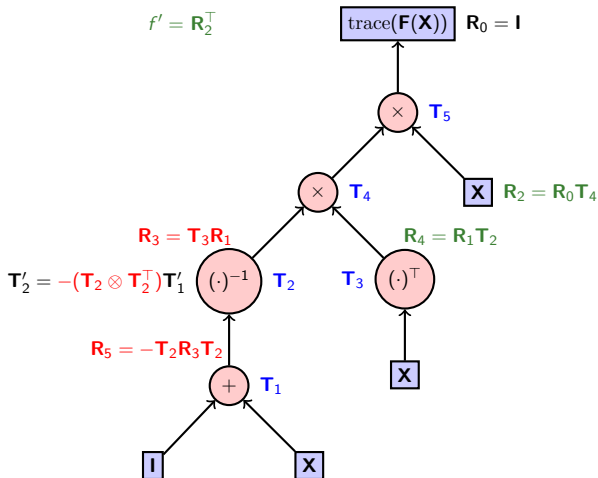 f′ = R₂⊤
trace(F(X)) R₀ = I
× T₅
× T₄
X R₂ = R₀T₄
R₃ = T₃R₁
R₄ = R₁T₂
T₂′ = −(T₂ ⊗ T₂⊤)T₁′ (·)⁻¹ T₂
T₃ (·)⊤
R₅ = −T₂R₃T₂
X
+ T₁
I X